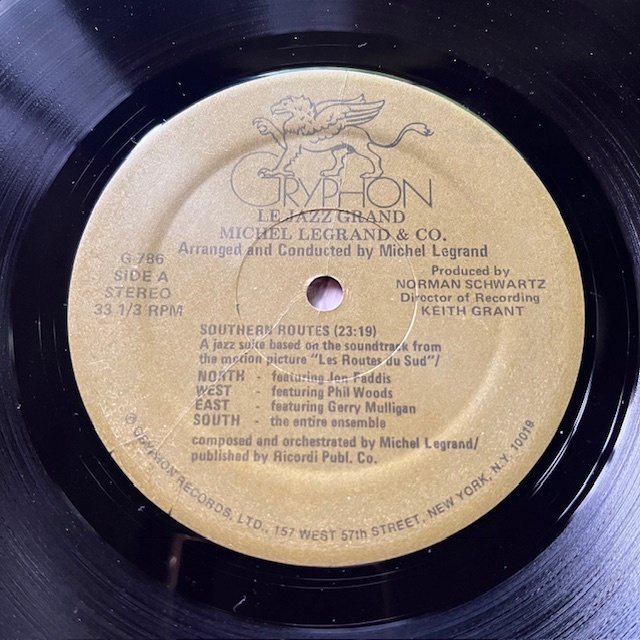 GRYPHON
LE JAZZ GRAND
MICHEL LEGRAND & CO.
Arranged and Conducted by Michel Legrand
G 786
SIDE A
STEREO
33 1/3 RPM
Produced by
NORMAN SCHWARTZ
Director of Recording
KEITH GRANT
SOUTHERN ROUTES (23:19)
A jazz suite based on the soundtrack from
the motion picture "Les Routes du Sud"/
NORTH - featuring Jon Faddis
WEST - featuring Phil Woods
EAST - featuring Gerry Mulligan
SOUTH - the entire ensemble
composed and orchestrated by Michel Legrand/
published by Ricordi Publ. Co.
℗ GRYPHON RECORDS, LTD., 157 WEST 57th STREET, NEW YORK, N.Y. 10019